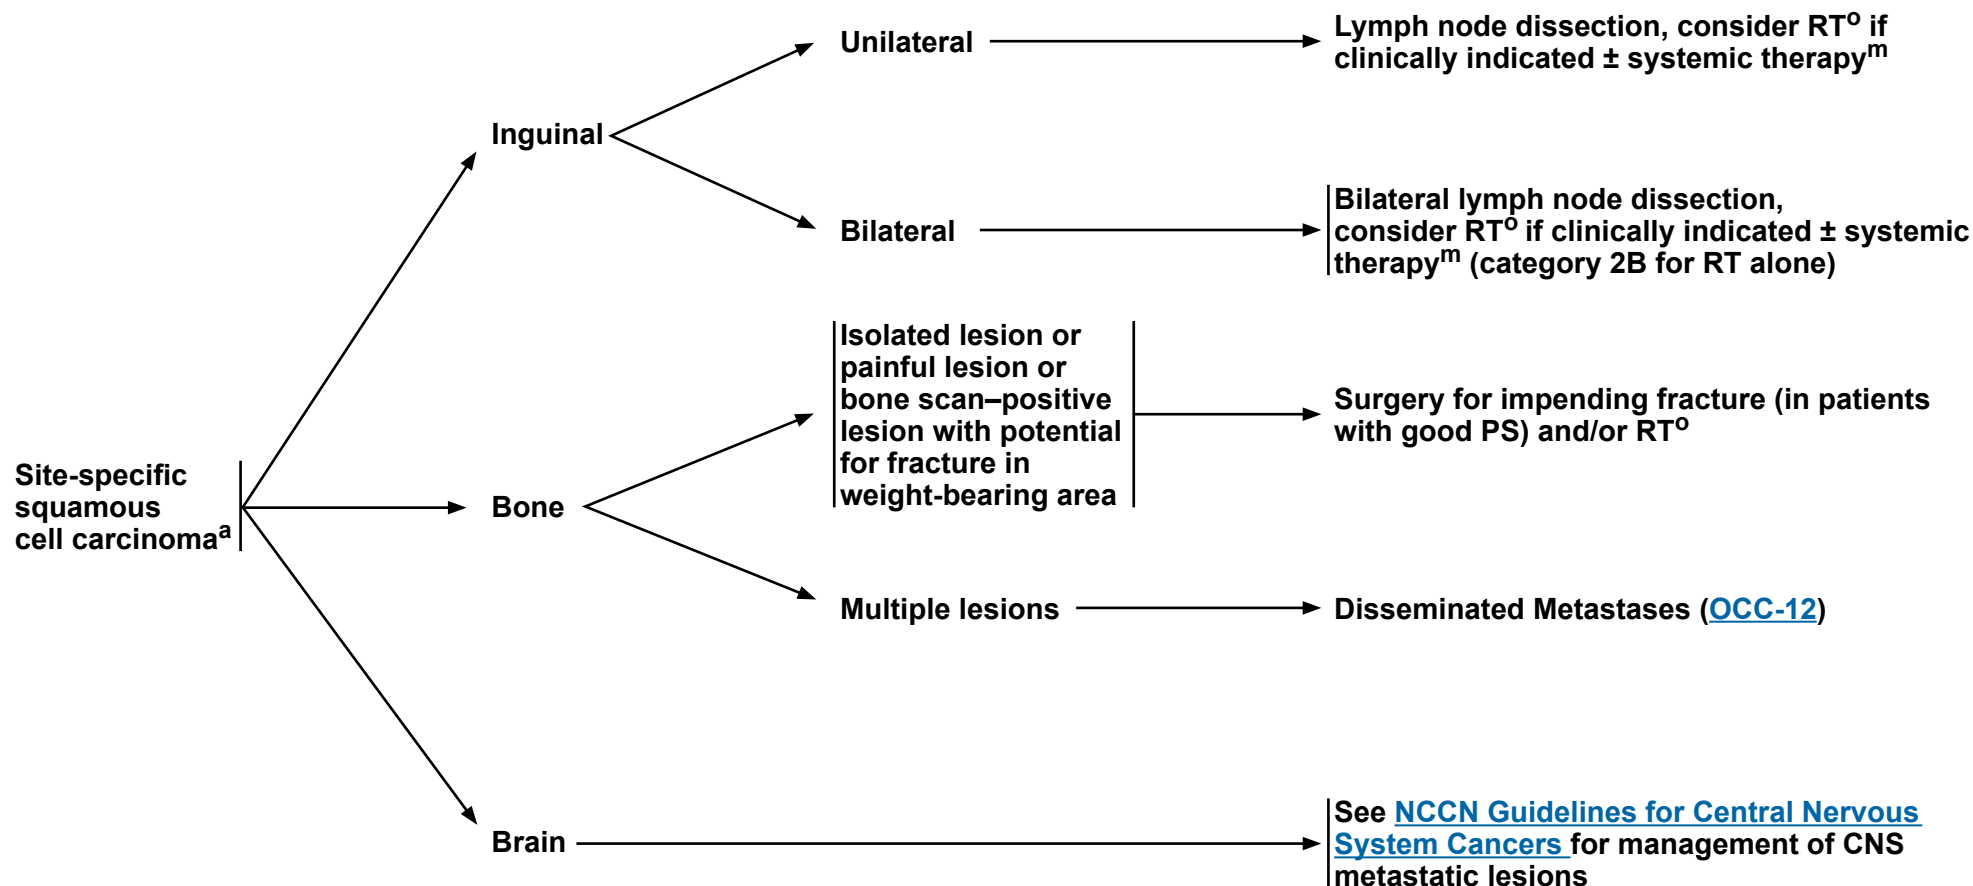 Site-specific
squamous
cell carcinomaᵃ
Inguinal
Unilateral
Lymph node dissection, consider RTᵒ if
clinically indicated ± systemic therapyᵐ
Bilateral
Bilateral lymph node dissection,
consider RTᵒ if clinically indicated ± systemic
therapyᵐ (category 2B for RT alone)
Bone
Isolated lesion or
painful lesion or
bone scan–positive
lesion with potential
for fracture in
weight-bearing area
Surgery for impending fracture (in patients
with good PS) and/or RTᵒ
Multiple lesions
Disseminated Metastases (OCC-12)
Brain
See NCCN Guidelines for Central Nervous
System Cancers for management of CNS
metastatic lesions